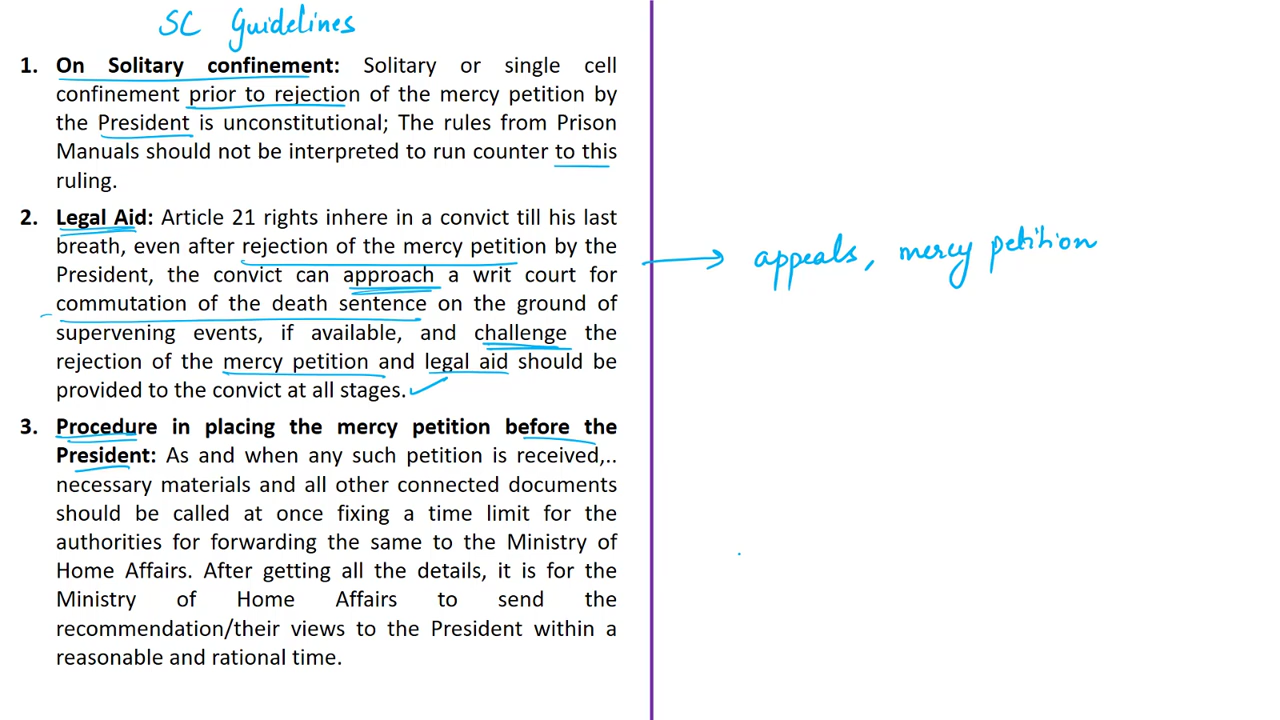 SC Guidelines
1. On Solitary confinement: Solitary or single cell
confinement prior to rejection of the mercy petition by
the President is unconstitutional; The rules from Prison
Manuals should not be interpreted to run counter to this
ruling.
2. Legal Aid: Article 21 rights inhere in a convict till his last
breath, even after rejection of the mercy petition by the
President, the convict can approach a writ court for
commutation of the death sentence on the ground of
supervening events, if available, and challenge the
rejection of the mercy petition and legal aid should be
provided to the convict at all stages.
3. Procedure in placing the mercy petition before the
President: As and when any such petition is received,..
necessary materials and all other connected documents
should be called at once fixing a time limit for the
authorities for forwarding the same to the Ministry of
Home Affairs. After getting all the details, it is for the
Ministry of Home Affairs to send the
recommendation/their views to the President within a
reasonable and rational time.
appeals, mercy petition